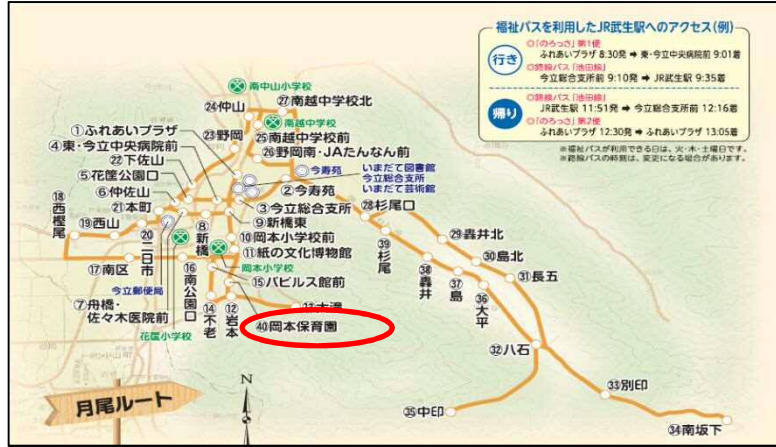 福祉バスを利用したJR武生駅へのアクセス(例)
行き
◎「のろっさ」第1便
ふれあいプラザ 8:30発 ➡ 東・今立中央病院前 9:01着
◎路線バス「池田線」
今立総合支所前 9:10発 ➡ JR武生駅 9:35着
帰り
◎路線バス「池田線」
JR武生駅 11:51発 ➡ 今立総合支所前 12:16着
◎「のろっさ」第2便
ふれあいプラザ 12:30発 ➡ ふれあいプラザ 13:05着
※福祉バスが利用できる日は、火・木・土曜日です。
※路線バスの時刻は、変更になる場合があります。
南中山小学校
㉔仲山
㉗南越中学校北
①ふれあいプラザ
南越中学校
④東・今立中央病院前
㉓野岡
㉕南越中学校前
㉒下佐山
㉖野岡南・JAたんなん前
⑤花筐公園口
今寿苑
いまだて図書館
今立総合支所
いまだて芸術館
⑥仲佐山
②今寿苑
⑱西樫尾
㉑本町
③今立総合支所
㉘杉尾口
⑲西山
⑳二日市
⑧新橋
⑨新橋東
㉙轟井北
⑩岡本小学校前
㊴杉尾
㉚島北
⑪紙の文化博物館
岡本小学校
㊳轟井
㉛長五
⑰南区
⑯南公園口
⑮パピルス館前
㊲島
㊱大平
今立郵便局
⑦舟橋・
佐々木医院前
⑭不老
⑫岩本
花筐小学校
㊵岡本保育園
㉜八石
㉝別印
㉟中印
㉞南坂下
N
月尾ルート